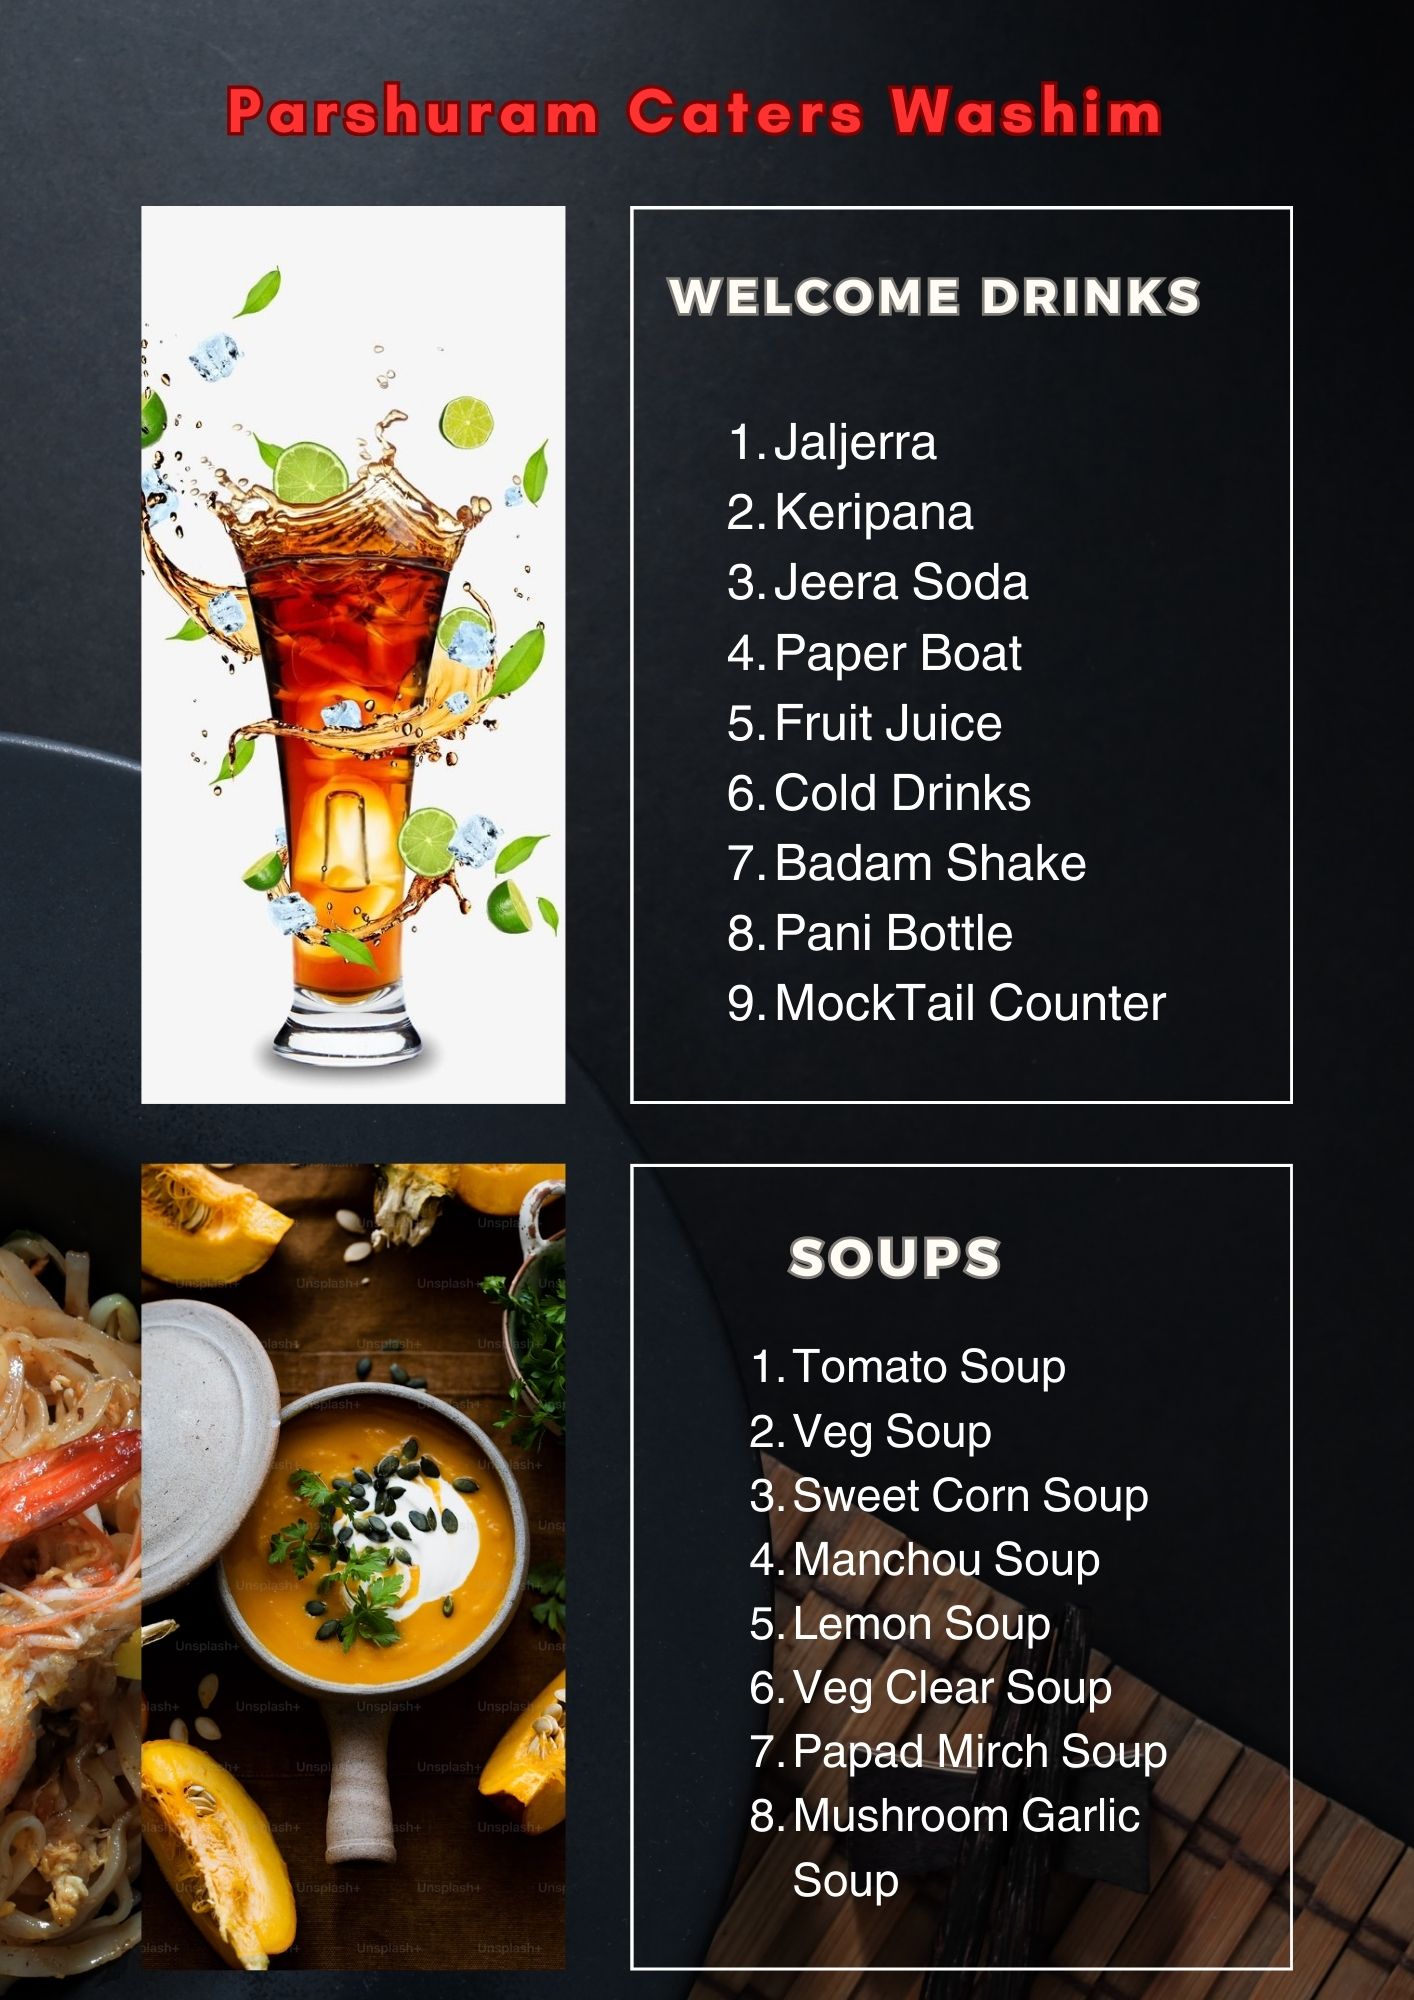 Parshuram Caters Washim
WELCOME DRINKS
1. Jaljerra
2. Keripana
3. Jeera Soda
4. Paper Boat
5. Fruit Juice
6. Cold Drinks
7. Badam Shake
8. Pani Bottle
9. MockTail Counter
SOUPS
1. Tomato Soup
2. Veg Soup
3. Sweet Corn Soup
4. Manchou Soup
5. Lemon Soup
6. Veg Clear Soup
7. Papad Mirch Soup
8. Mushroom Garlic
Soup
Unsplash+